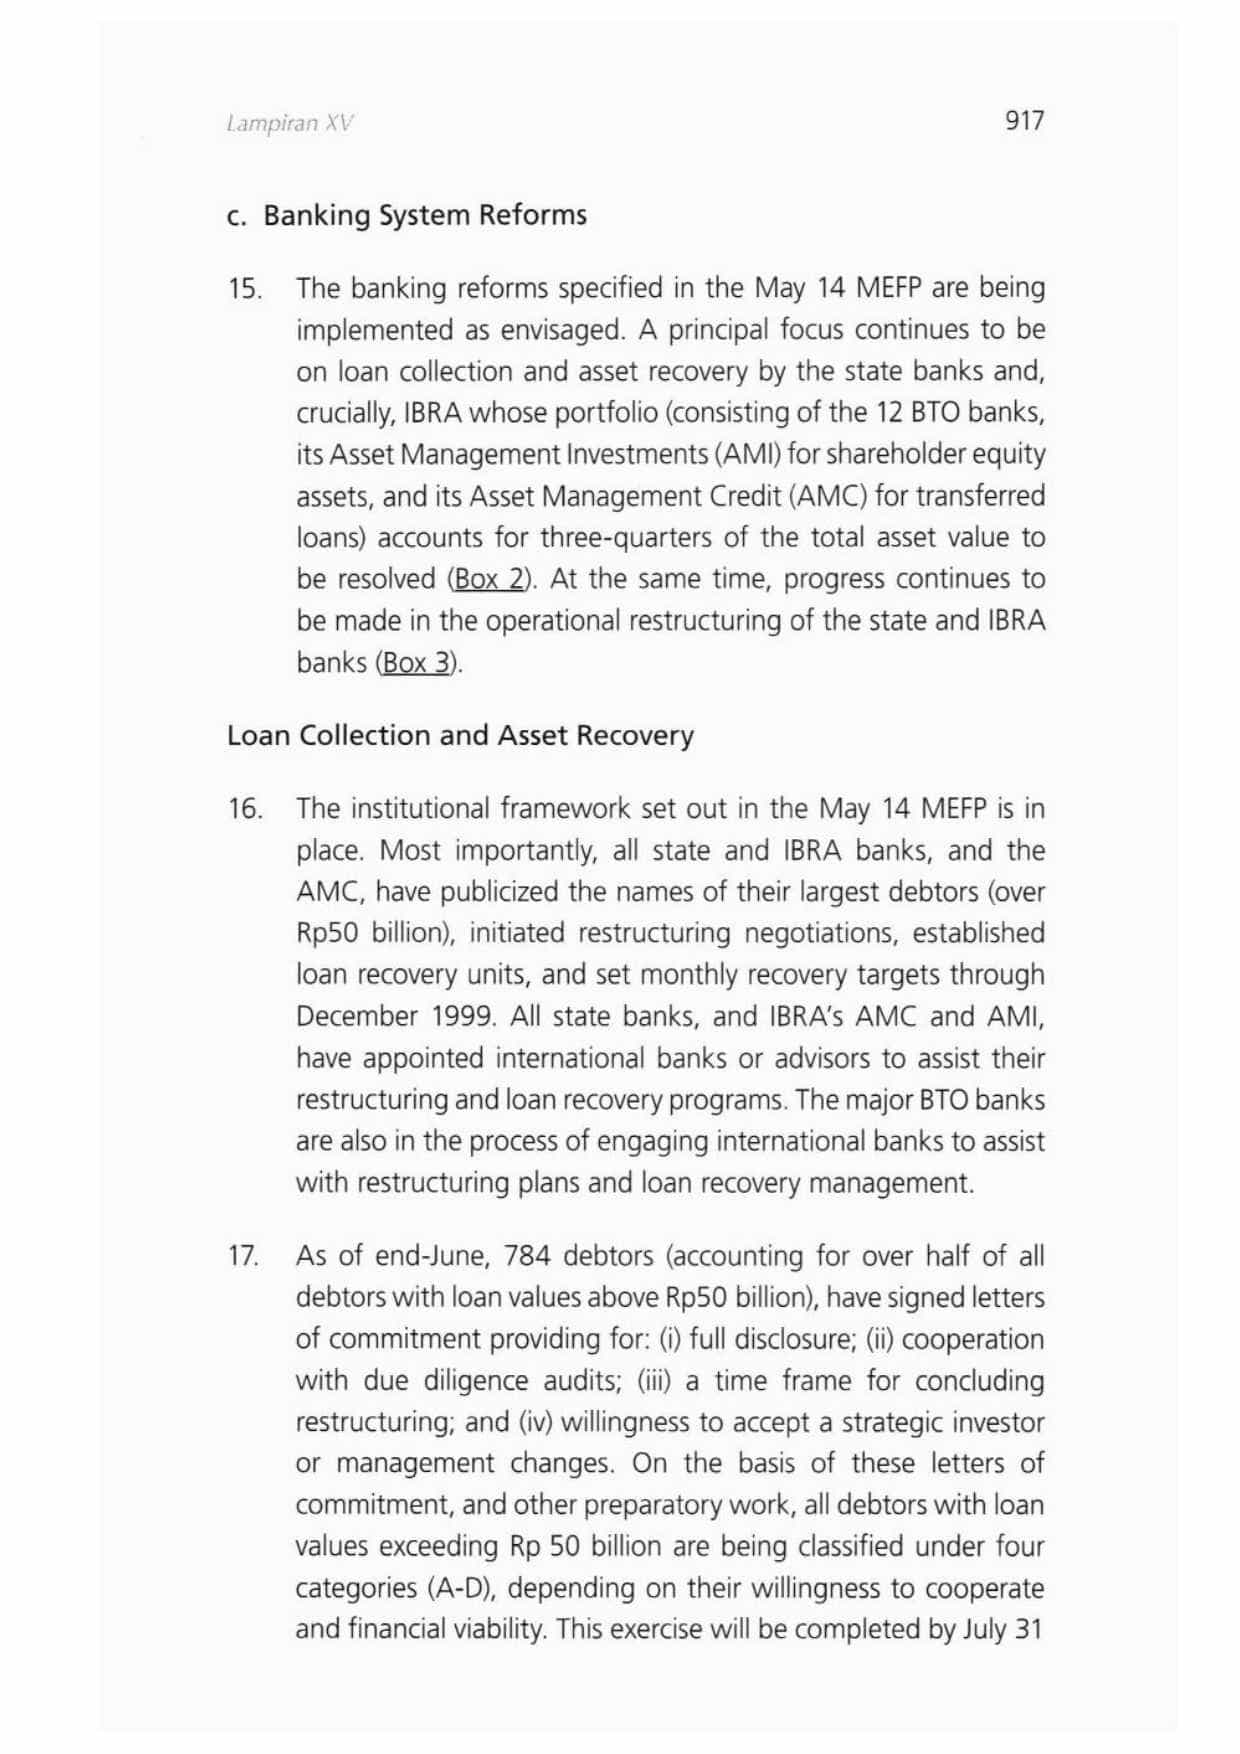 Lampiran XV
917
c. Banking System Reforms
15. The banking reforms specified in the May 14 MEFP are being
implemented as envisaged. A principal focus continues to be
on loan collection and asset recovery by the state banks and,
crucially, IBRA whose portfolio (consisting of the 12 BTO banks,
its Asset Management Investments (AMI) for shareholder equity
assets, and its Asset Management Credit (AMC) for transferred
loans) accounts for three-quarters of the total asset value to
be resolved (Box 2). At the same time, progress continues to
be made in the operational restructuring of the state and IBRA
banks (Box 3).
Loan Collection and Asset Recovery
16. The institutional framework set out in the May 14 MEFP is in
place. Most importantly, all state and IBRA banks, and the
AMC, have publicized the names of their largest debtors (over
Rp50 billion), initiated restructuring negotiations, established
loan recovery units, and set monthly recovery targets through
December 1999. All state banks, and IBRA's AMC and AMI,
have appointed international banks or advisors to assist their
restructuring and loan recovery programs. The major BTO banks
are also in the process of engaging international banks to assist
with restructuring plans and loan recovery management.
17. As of end-June, 784 debtors (accounting for over half of all
debtors with loan values above Rp50 billion), have signed letters
of commitment providing for: (i) full disclosure; (ii) cooperation
with due diligence audits; (iii) a time frame for concluding
restructuring; and (iv) willingness to accept a strategic investor
or management changes. On the basis of these letters of
commitment, and other preparatory work, all debtors with loan
values exceeding Rp 50 billion are being classified under four
categories (A-D), depending on their willingness to cooperate
and financial viability. This exercise will be completed by July 31